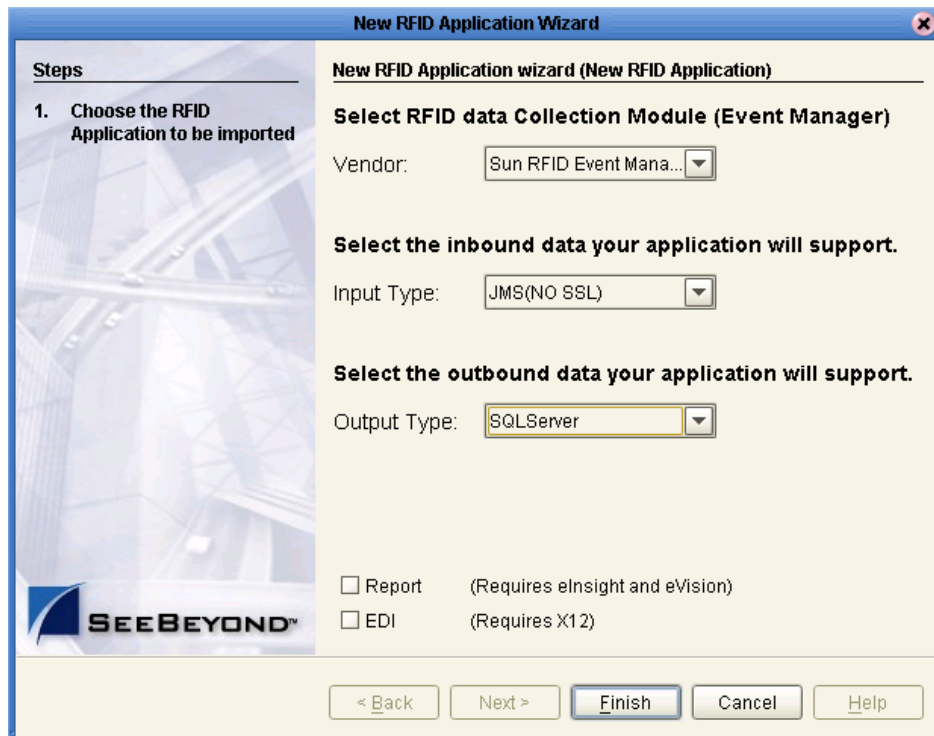 New RFID Application Wizard
Steps
1. Choose the RFID
Application to be imported
New RFID Application wizard (New RFID Application)
Select RFID data Collection Module (Event Manager)
Vendor: Sun RFID Event Mana...
Select the inbound data your application will support.
Input Type: JMS(NO SSL)
Select the outbound data your application will support.
Output Type: SQLServer
Report (Requires eInsight and eVision)
EDI (Requires X12)
SEEBEYOND™
< Back Next > Finish Cancel Help